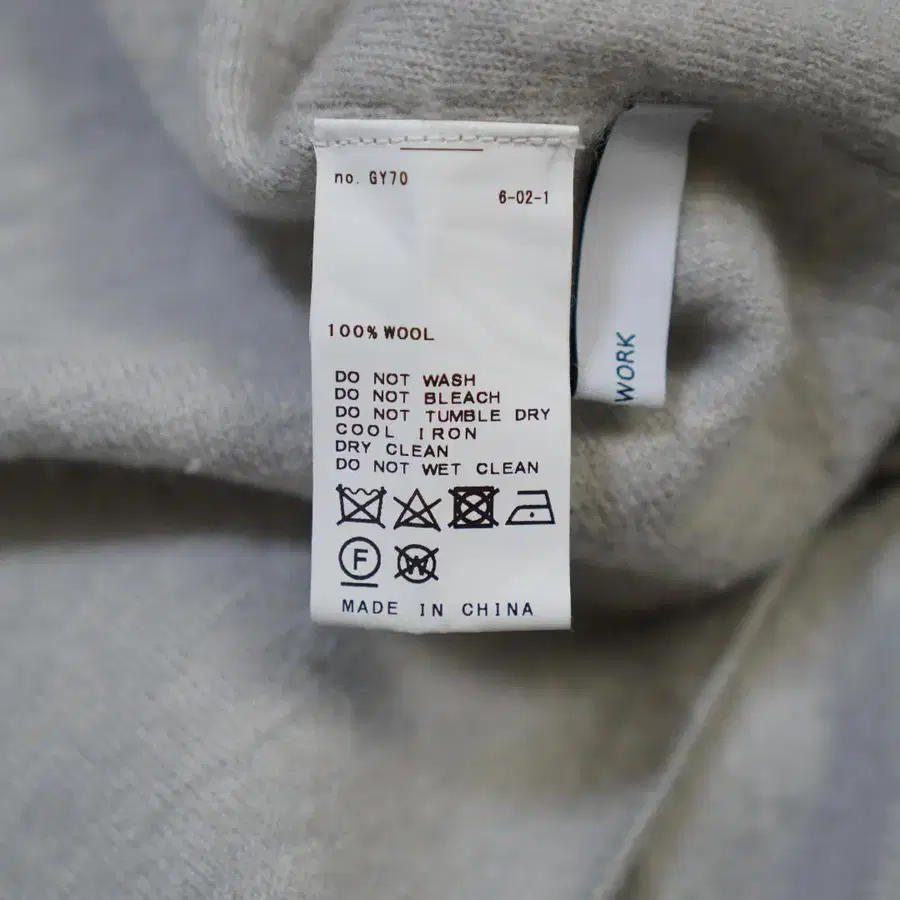 no. GY70
6-02-1
100% WOOL
DO NOT WASH
DO NOT BLEACH
DO NOT TUMBLE DRY
COOL IRON
DRY CLEAN
DO NOT WET CLEAN
F
W
MADE IN CHINA
WORK